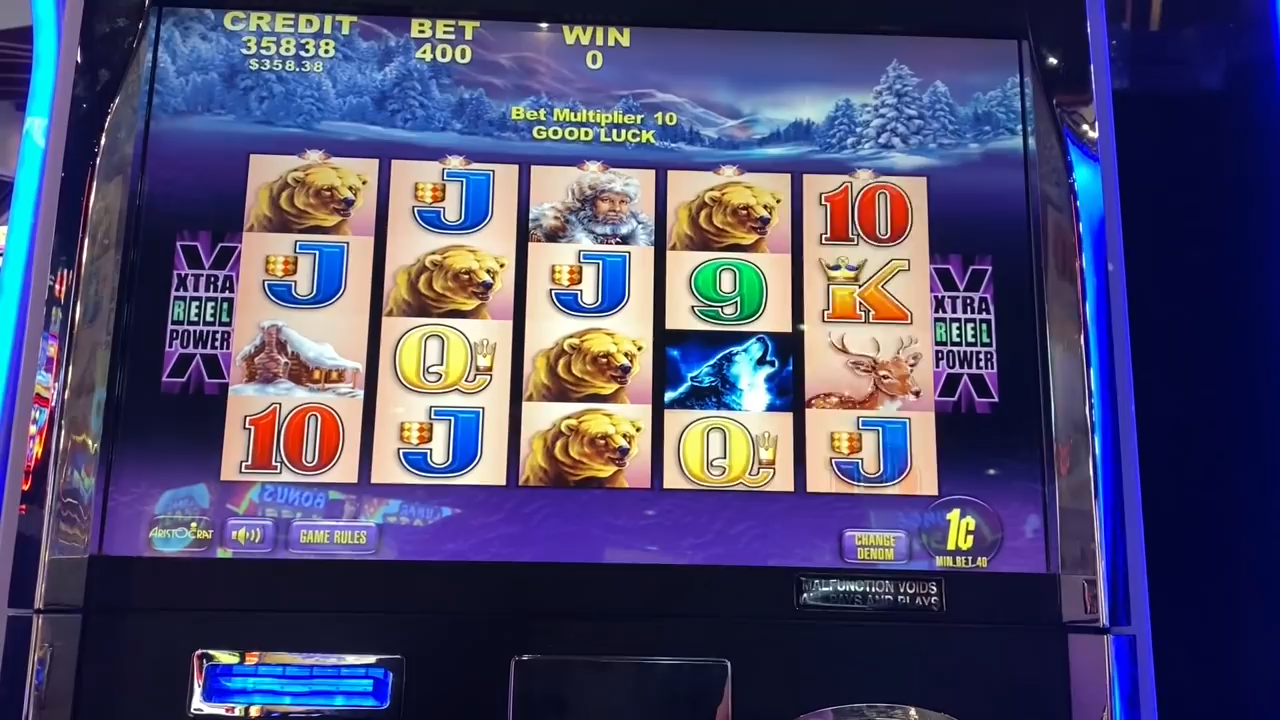 CREDIT
35838
$358.38
BET
400
WIN
0
Bet Multiplier 10
GOOD LUCK
J
10
J
J
9
K
XTRA
REEL
POWER
XTRA
REEL
POWER
Q
10
J
Q
J
ARISTOCRAT
GAME RULES
CHANGE
DENOM
1¢
MIN.BET 40
BONUS
MALFUNCTION VOIDS
ALL PAYS AND PLAYS